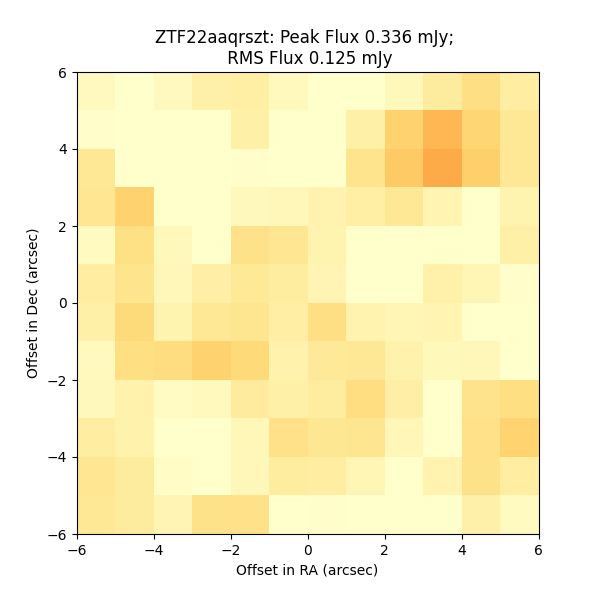 ZTF22aaqrszt: Peak Flux 0.336 mJy;
RMS Flux 0.125 mJy
6
4
2
0
−2
−4
−6
Offset in Dec (arcsec)
−6 −4 −2 0 2 4 6
Offset in RA (arcsec)